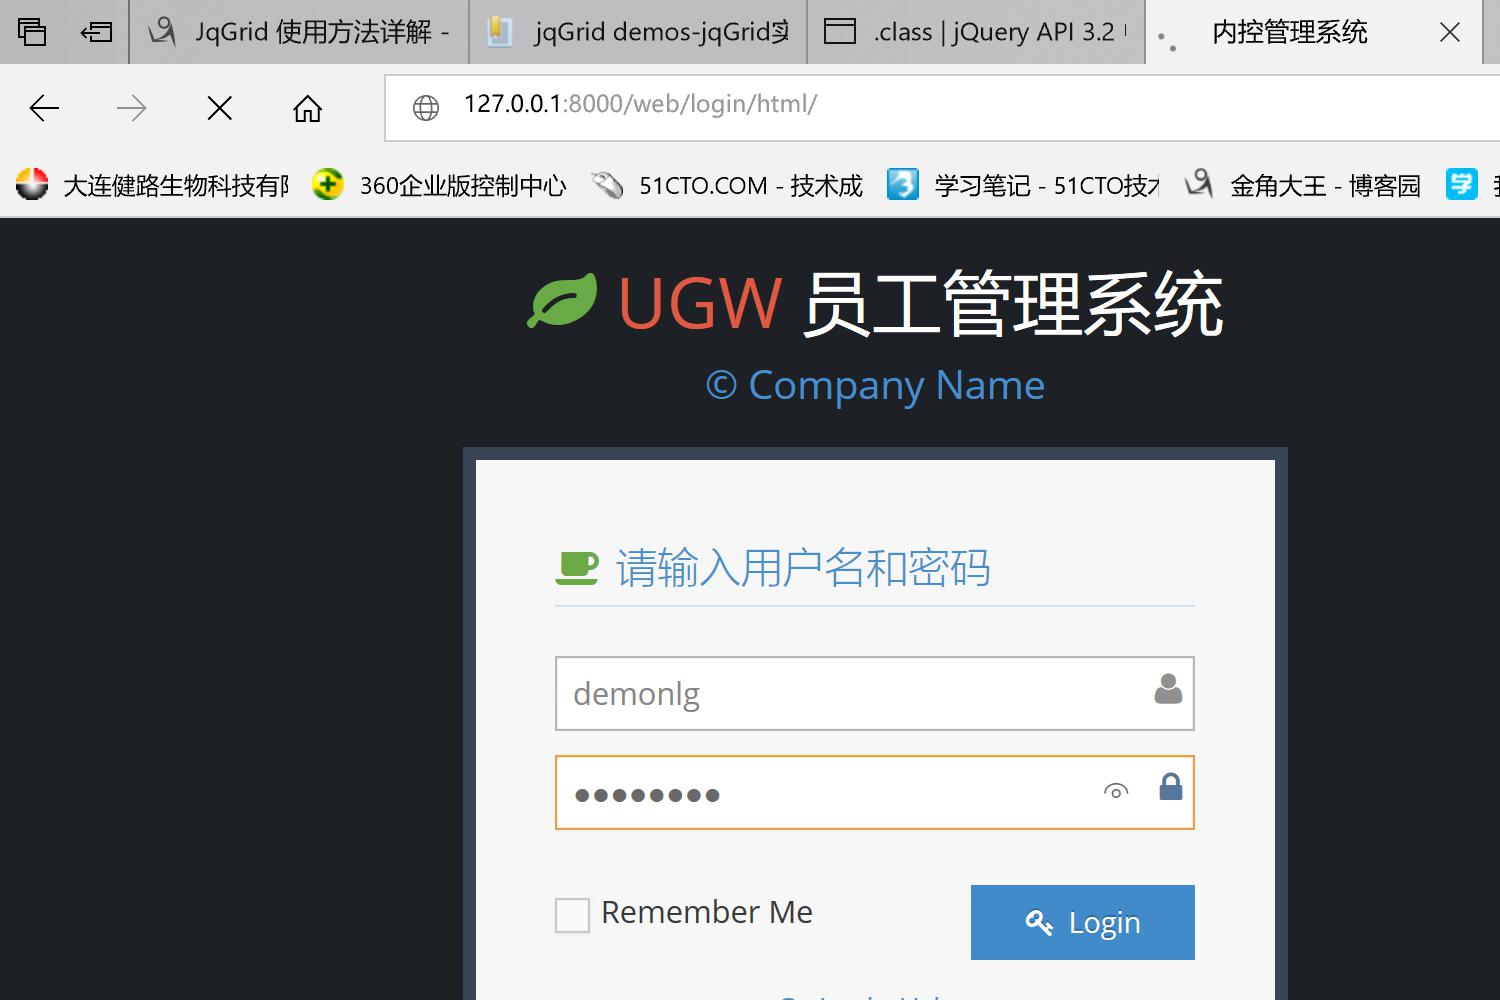 JqGrid 使用方法详解 -
jqGrid demos-jqGrid实
.class | jQuery API 3.2
内控管理系统
127.0.0.1:8000/web/login/html/
大连健路生物科技有限
360企业版控制中心
51CTO.COM - 技术成
学习笔记 - 51CTO技术
金角大王 - 博客园
学
UGW 员工管理系统
© Company Name
请输入用户名和密码
demonlg
●●●●●●●●
Remember Me
Login